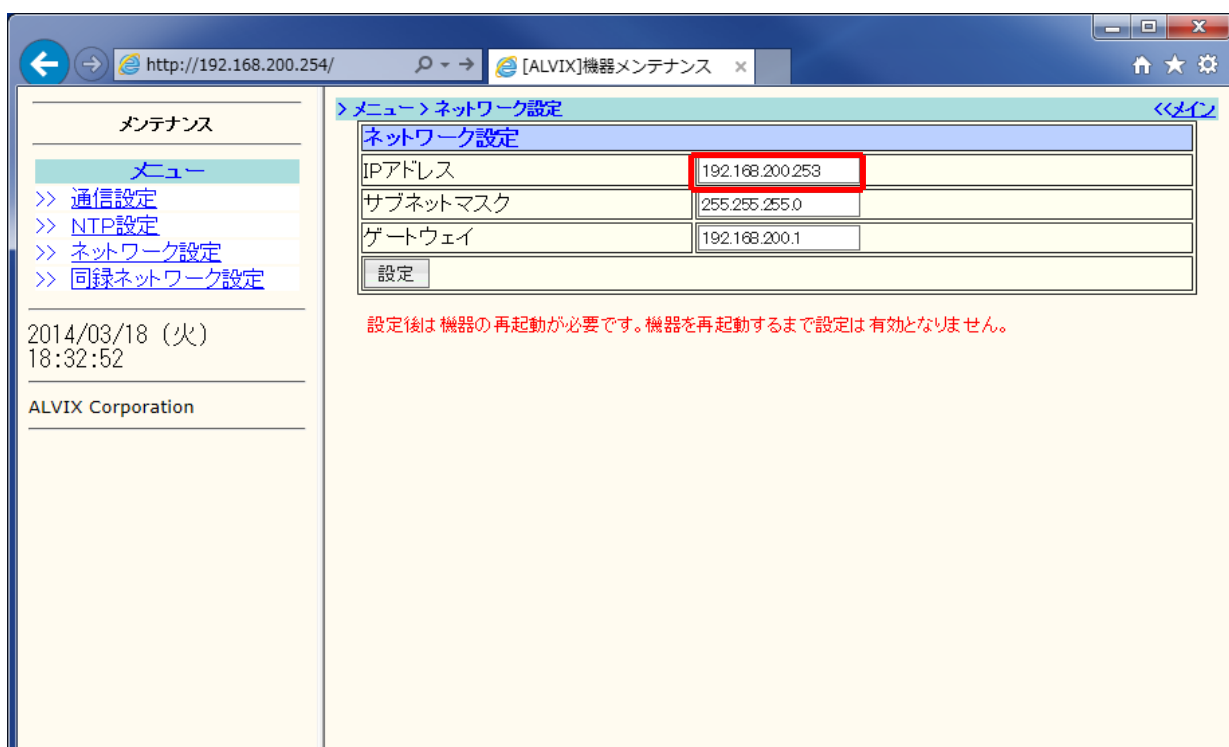 http://192.168.200.254/
[ALVIX]機器メンテナンス
メンテナンス
メニュー
>> 通信設定
>> NTP設定
>> ネットワーク設定
>> 同録ネットワーク設定
2014/03/18 (火)
18:32:52
ALVIX Corporation
> メニュー > ネットワーク設定 <<メイン
ネットワーク設定
IPアドレス 192.168.200.253
サブネットマスク 255.255.255.0
ゲートウェイ 192.168.200.1
設定
設定後は機器の再起動が必要です。機器を再起動するまで設定は有効となりません。